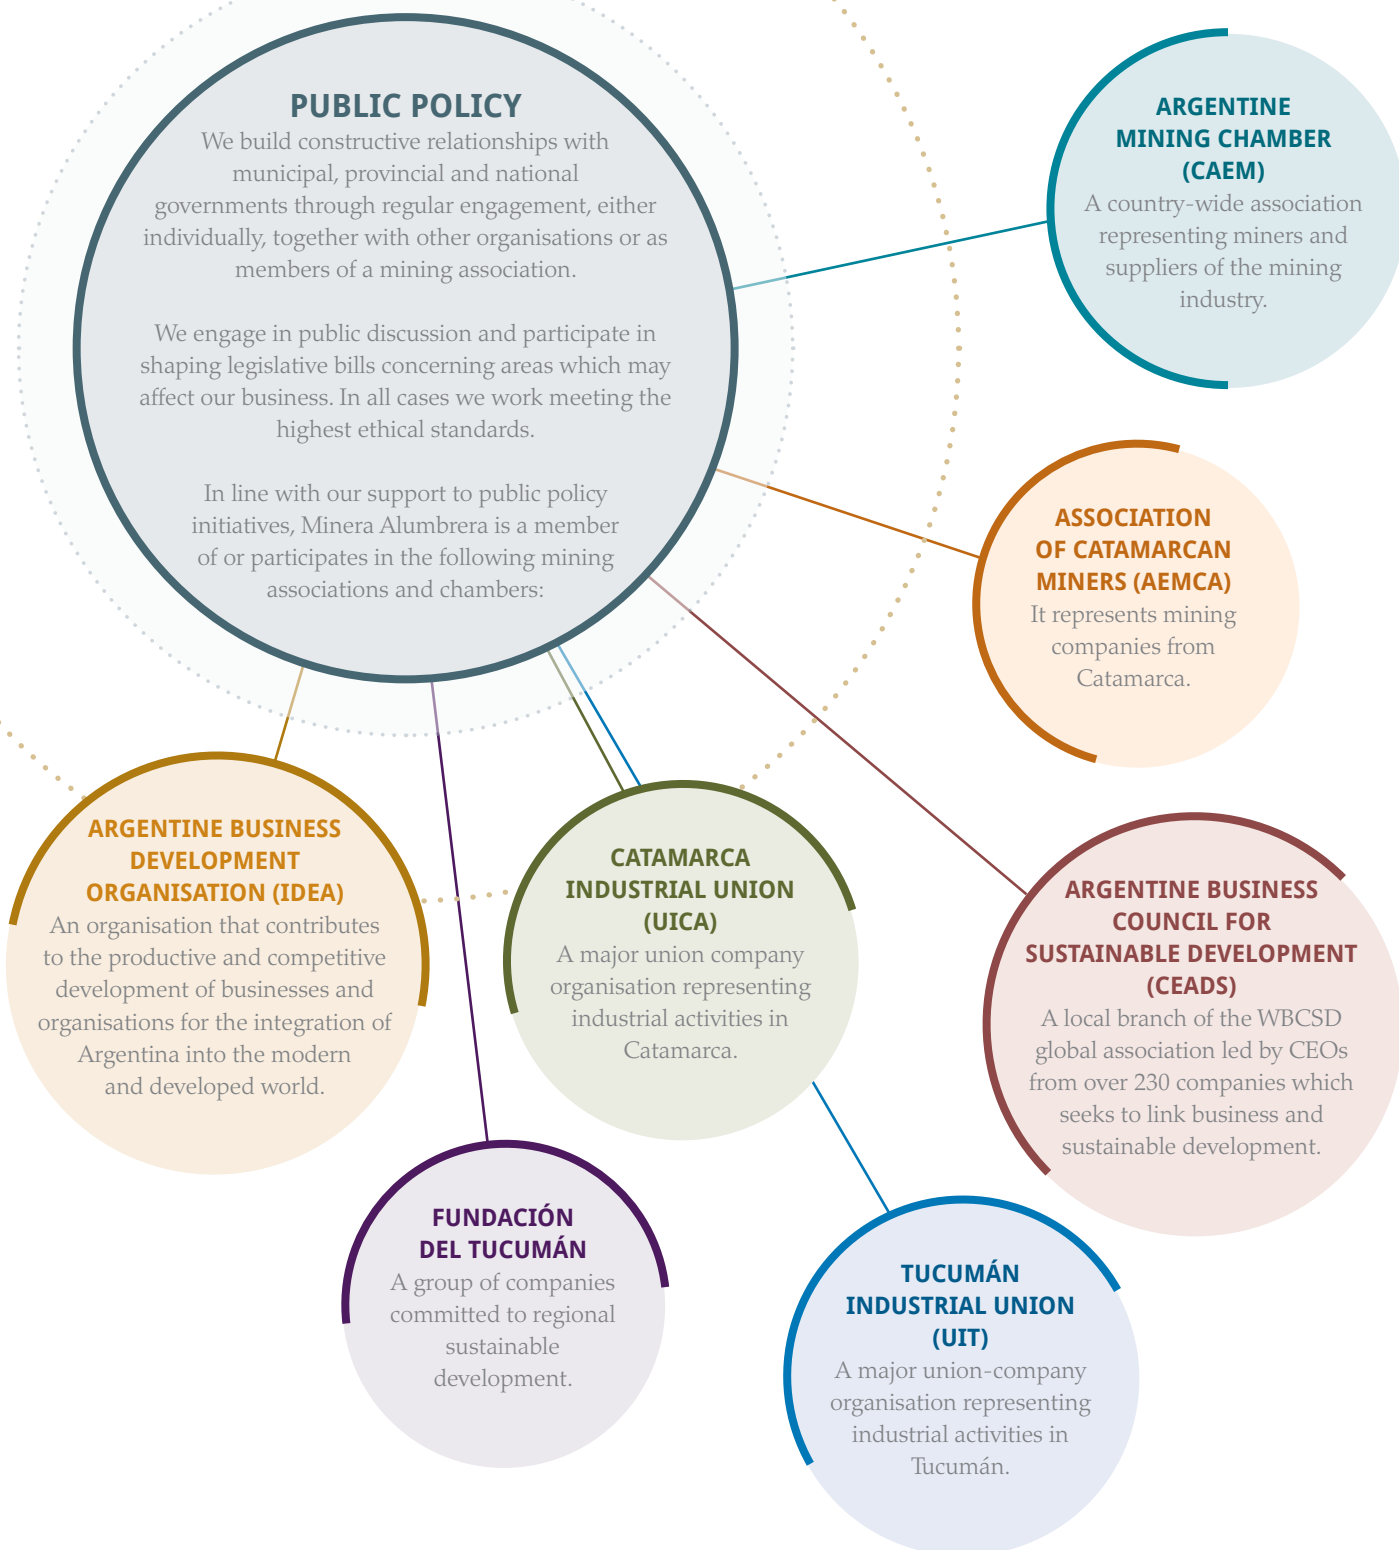 PUBLIC POLICY
We build constructive relationships with
municipal, provincial and national
governments through regular engagement, either
individually, together with other organisations or as
members of a mining association.
We engage in public discussion and participate in
shaping legislative bills concerning areas which may
affect our business. In all cases we work meeting the
highest ethical standards.
In line with our support to public policy
initiatives, Minera Alumbrera is a member
of or participates in the following mining
associations and chambers:
ARGENTINE
MINING CHAMBER
(CAEM)
A country-wide association
representing miners and
suppliers of the mining
industry.
ASSOCIATION
OF CATAMARCAN
MINERS (AEMCA)
It represents mining
companies from
Catamarca.
ARGENTINE BUSINESS
DEVELOPMENT
ORGANISATION (IDEA)
An organisation that contributes
to the productive and competitive
development of businesses and
organisations for the integration of
Argentina into the modern
and developed world.
CATAMARCA
INDUSTRIAL UNION
(UICA)
A major union company
organisation representing
industrial activities in
Catamarca.
ARGENTINE BUSINESS
COUNCIL FOR
SUSTAINABLE DEVELOPMENT
(CEADS)
A local branch of the WBCSD
global association led by CEOs
from over 230 companies which
seeks to link business and
sustainable development.
FUNDACIÓN
DEL TUCUMÁN
A group of companies
committed to regional
sustainable
development.
TUCUMÁN
INDUSTRIAL UNION
(UIT)
A major union-company
organisation representing
industrial activities in
Tucumán.